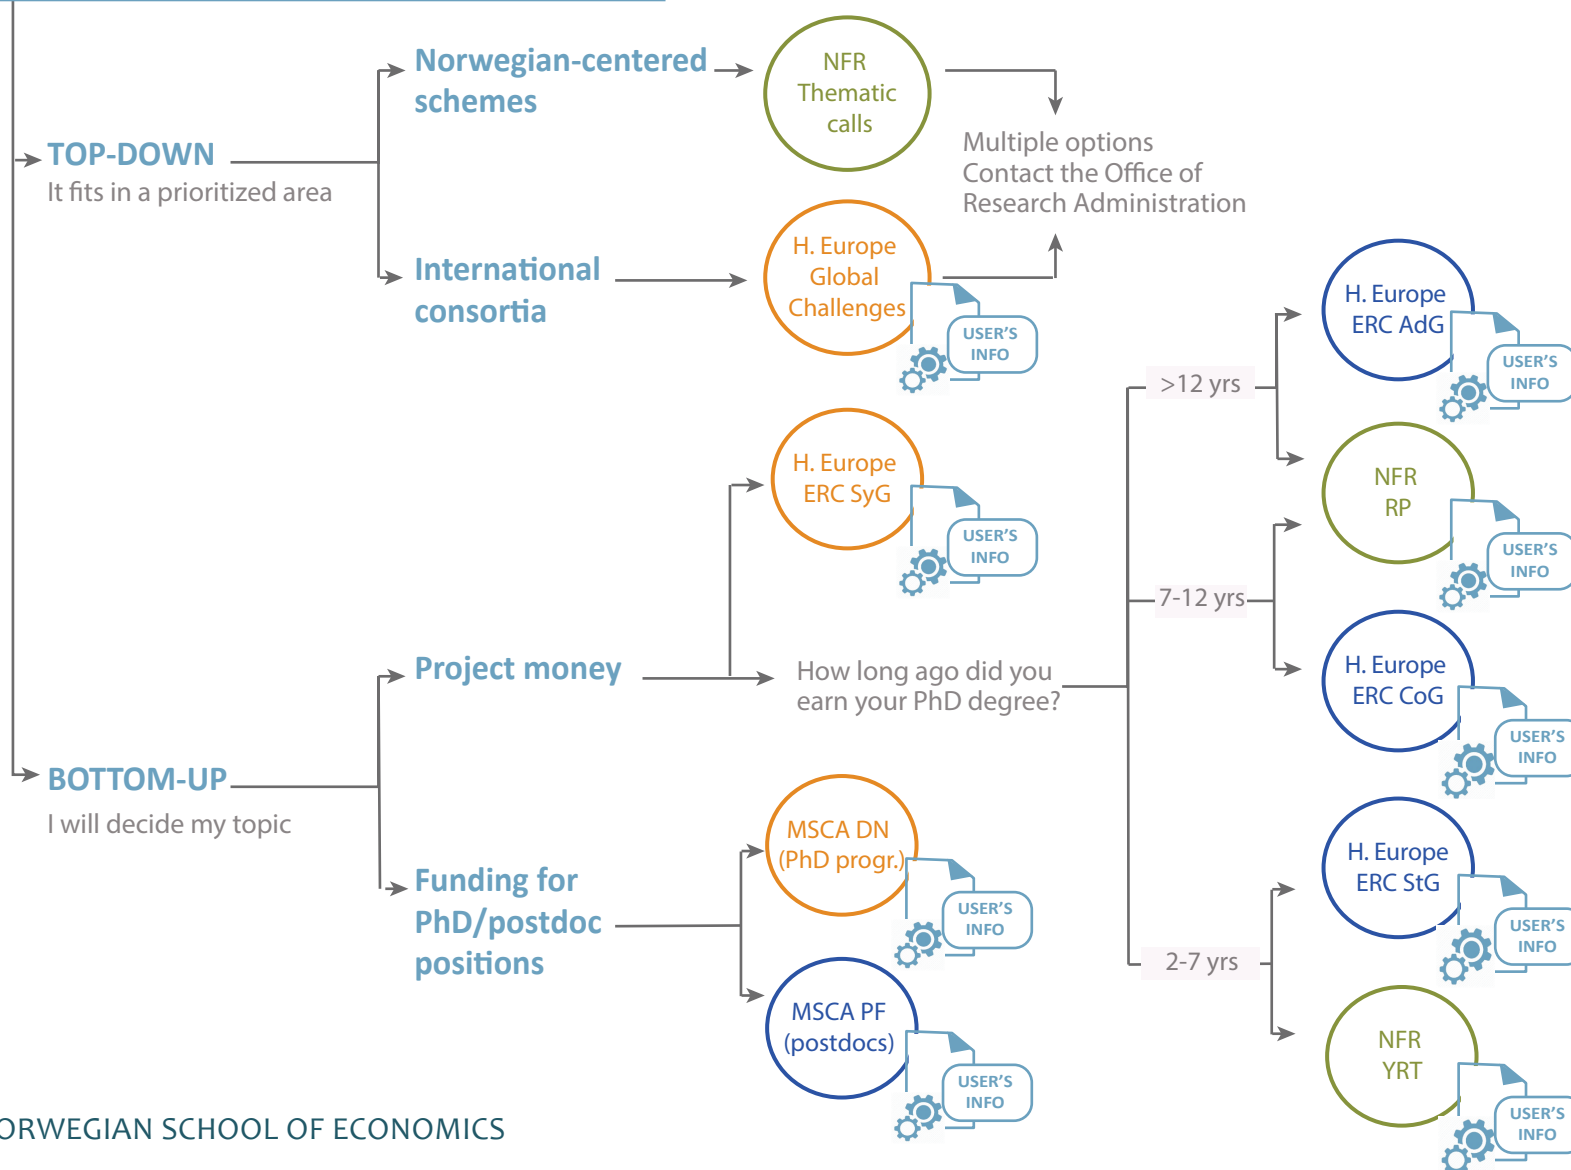 Norwegian-centered
schemes
NFR
Thematic
calls
TOP-DOWN
It fits in a prioritized area
Multiple options
Contact the Office of
Research Administration
International
consortia
H. Europe
Global
Challenges
USER'S
INFO
H. Europe
ERC AdG
USER'S
INFO
>12 yrs
H. Europe
ERC SyG
USER'S
INFO
NFR
RP
USER'S
INFO
7-12 yrs
Project money
How long ago did you
earn your PhD degree?
H. Europe
ERC CoG
USER'S
INFO
BOTTOM-UP
I will decide my topic
MSCA DN
(PhD progr.)
USER'S
INFO
H. Europe
ERC StG
USER'S
INFO
Funding for
PhD/postdoc
positions
2-7 yrs
MSCA PF
(postdocs)
USER'S
INFO
NFR
YRT
USER'S
INFO
ORWEGIAN SCHOOL OF ECONOMICS